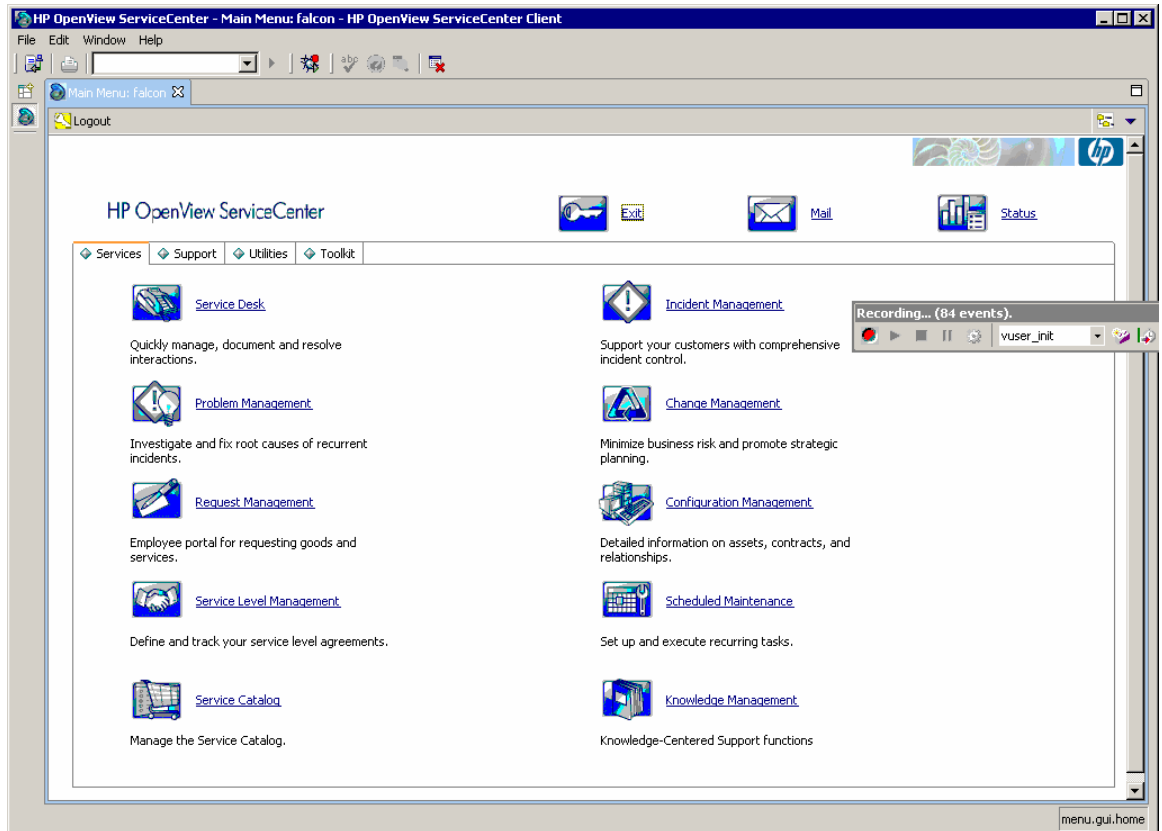 HP OpenView ServiceCenter - Main Menu: falcon - HP OpenView ServiceCenter Client
File Edit Window Help
abc
Main Menu: falcon
Logout
hp
HP OpenView ServiceCenter
Exit
Mail
Status
Services
Support
Utilities
Toolkit
Service Desk
Quickly manage, document and resolve
interactions.
Incident Management
Support your customers with comprehensive
incident control.
Recording... (84 events).
vuser_init
Problem Management
Investigate and fix root causes of recurrent
incidents.
Change Management
Minimize business risk and promote strategic
planning.
Request Management
Employee portal for requesting goods and
services.
Configuration Management
Detailed information on assets, contracts, and
relationships.
Service Level Management
Define and track your service level agreements.
Scheduled Maintenance
Set up and execute recurring tasks.
Service Catalog
Manage the Service Catalog.
Knowledge Management
Knowledge-Centered Support functions
menu.gui.home